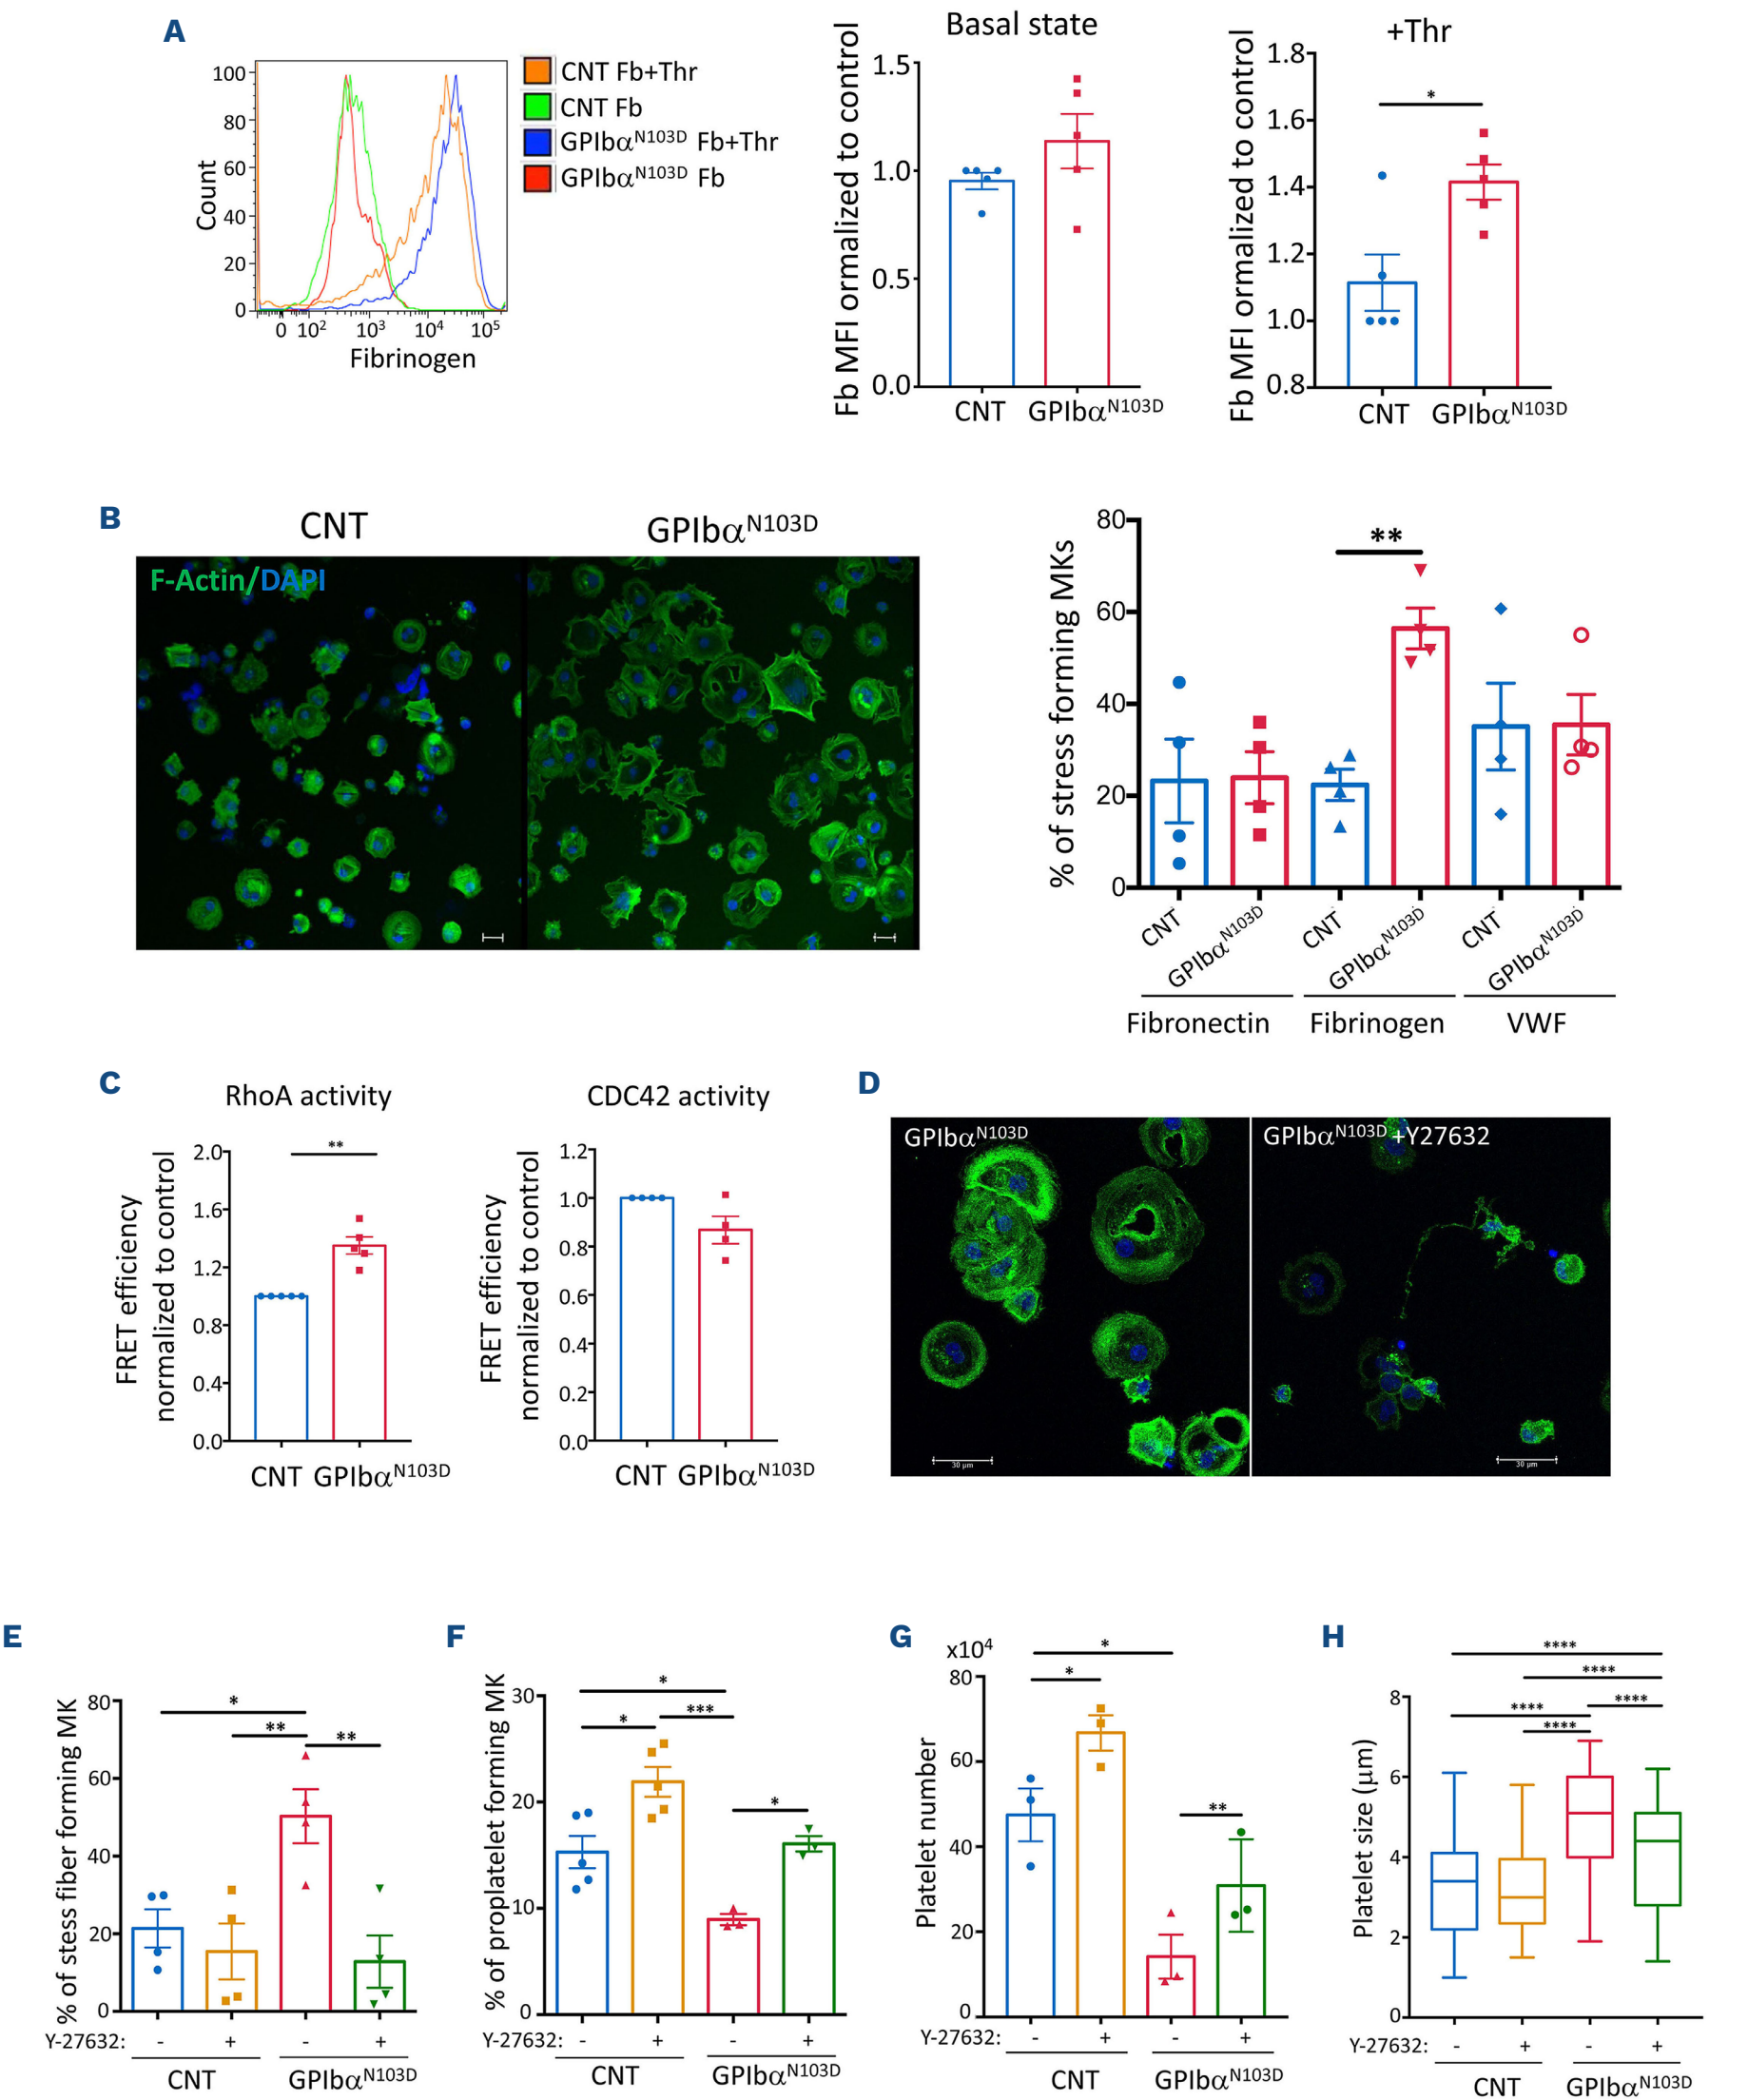 A
100
80
60
40
20
0
Count
0 10² 10³ 10⁴ 10⁵
Fibrinogen
CNT Fb+Thr
CNT Fb
GPIbα^N103D Fb+Thr
GPIbα^N103D Fb
Basal state
Fb MFI ormalized to control
1.5
1.0
0.5
0.0
CNT GPIbα^N103D
+Thr
Fb MFI ormalized to control
1.8
1.6
1.4
1.2
1.0
0.8
*
CNT GPIbα^N103D
B
CNT
GPIbα^N103D
F-Actin/DAPI
% of stress forming MKs
80
60
40
20
0
**
CNT GPIbα^N103D CNT GPIbα^N103D CNT GPIbα^N103D
Fibronectin Fibrinogen VWF
C
RhoA activity
FRET efficiency
normalized to control
2.0
1.6
1.2
0.8
0.4
0.0
**
CNT GPIbα^N103D
CDC42 activity
FRET efficiency
normalized to control
1.2
1.0
0.8
0.6
0.4
0.2
0.0
CNT GPIbα^N103D
D
GPIbα^N103D
GPIbα^N103D +Y27632
30 µm
30 µm
E
% of stess fiber forming MK
80
60
40
20
0
*
** **
Y-27632: - + - +
CNT GPIbα^N103D
F
% of proplatelet forming MK
30
20
10
0
*
***
*
*
Y-27632: - + - +
CNT GPIbα^N103D
G
x10⁴
Platelet number
80
60
40
20
0
*
*
**
Y-27632: - + - +
CNT GPIbα^N103D
H
Platelet size (µm)
8
6
4
2
0
****
****
**** ****
****
Y-27632: - + - +
CNT GPIbα^N103D